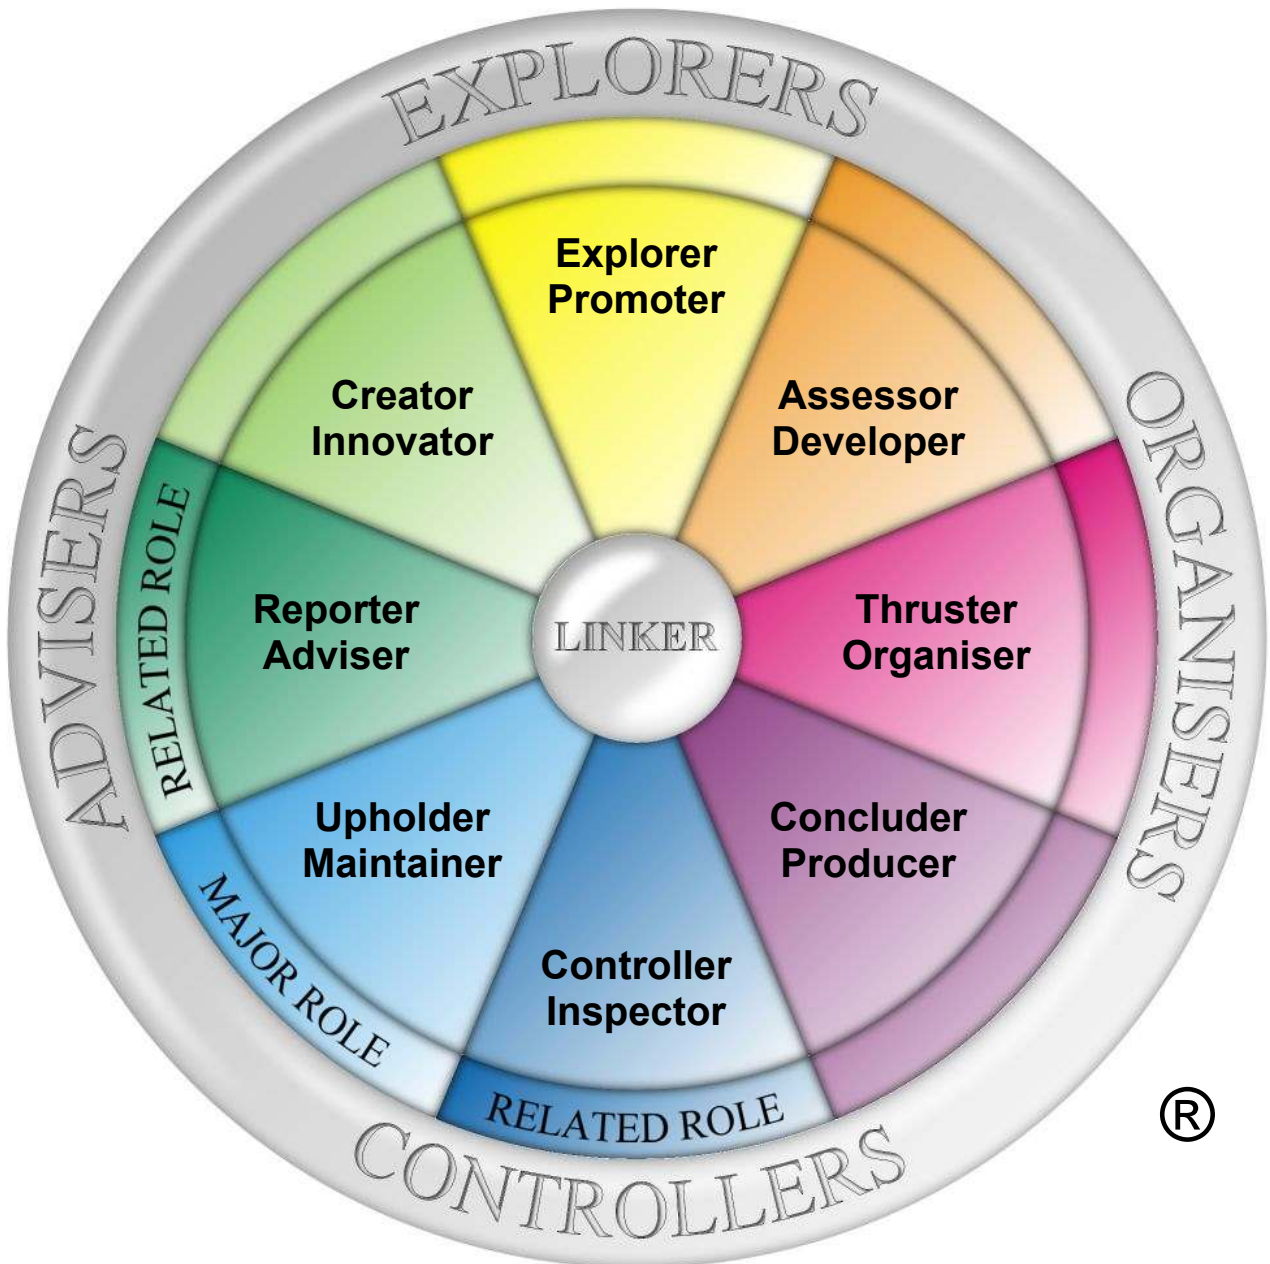 EXPLORERS
Explorer
Promoter
Creator
Innovator
Assessor
Developer
ADVISERS
RELATED ROLE
Reporter
Adviser
LINKER
Thruster
Organiser
ORGANISERS
Upholder
Maintainer
Concluder
Producer
MAJOR ROLE
Controller
Inspector
RELATED ROLE
CONTROLLERS
®